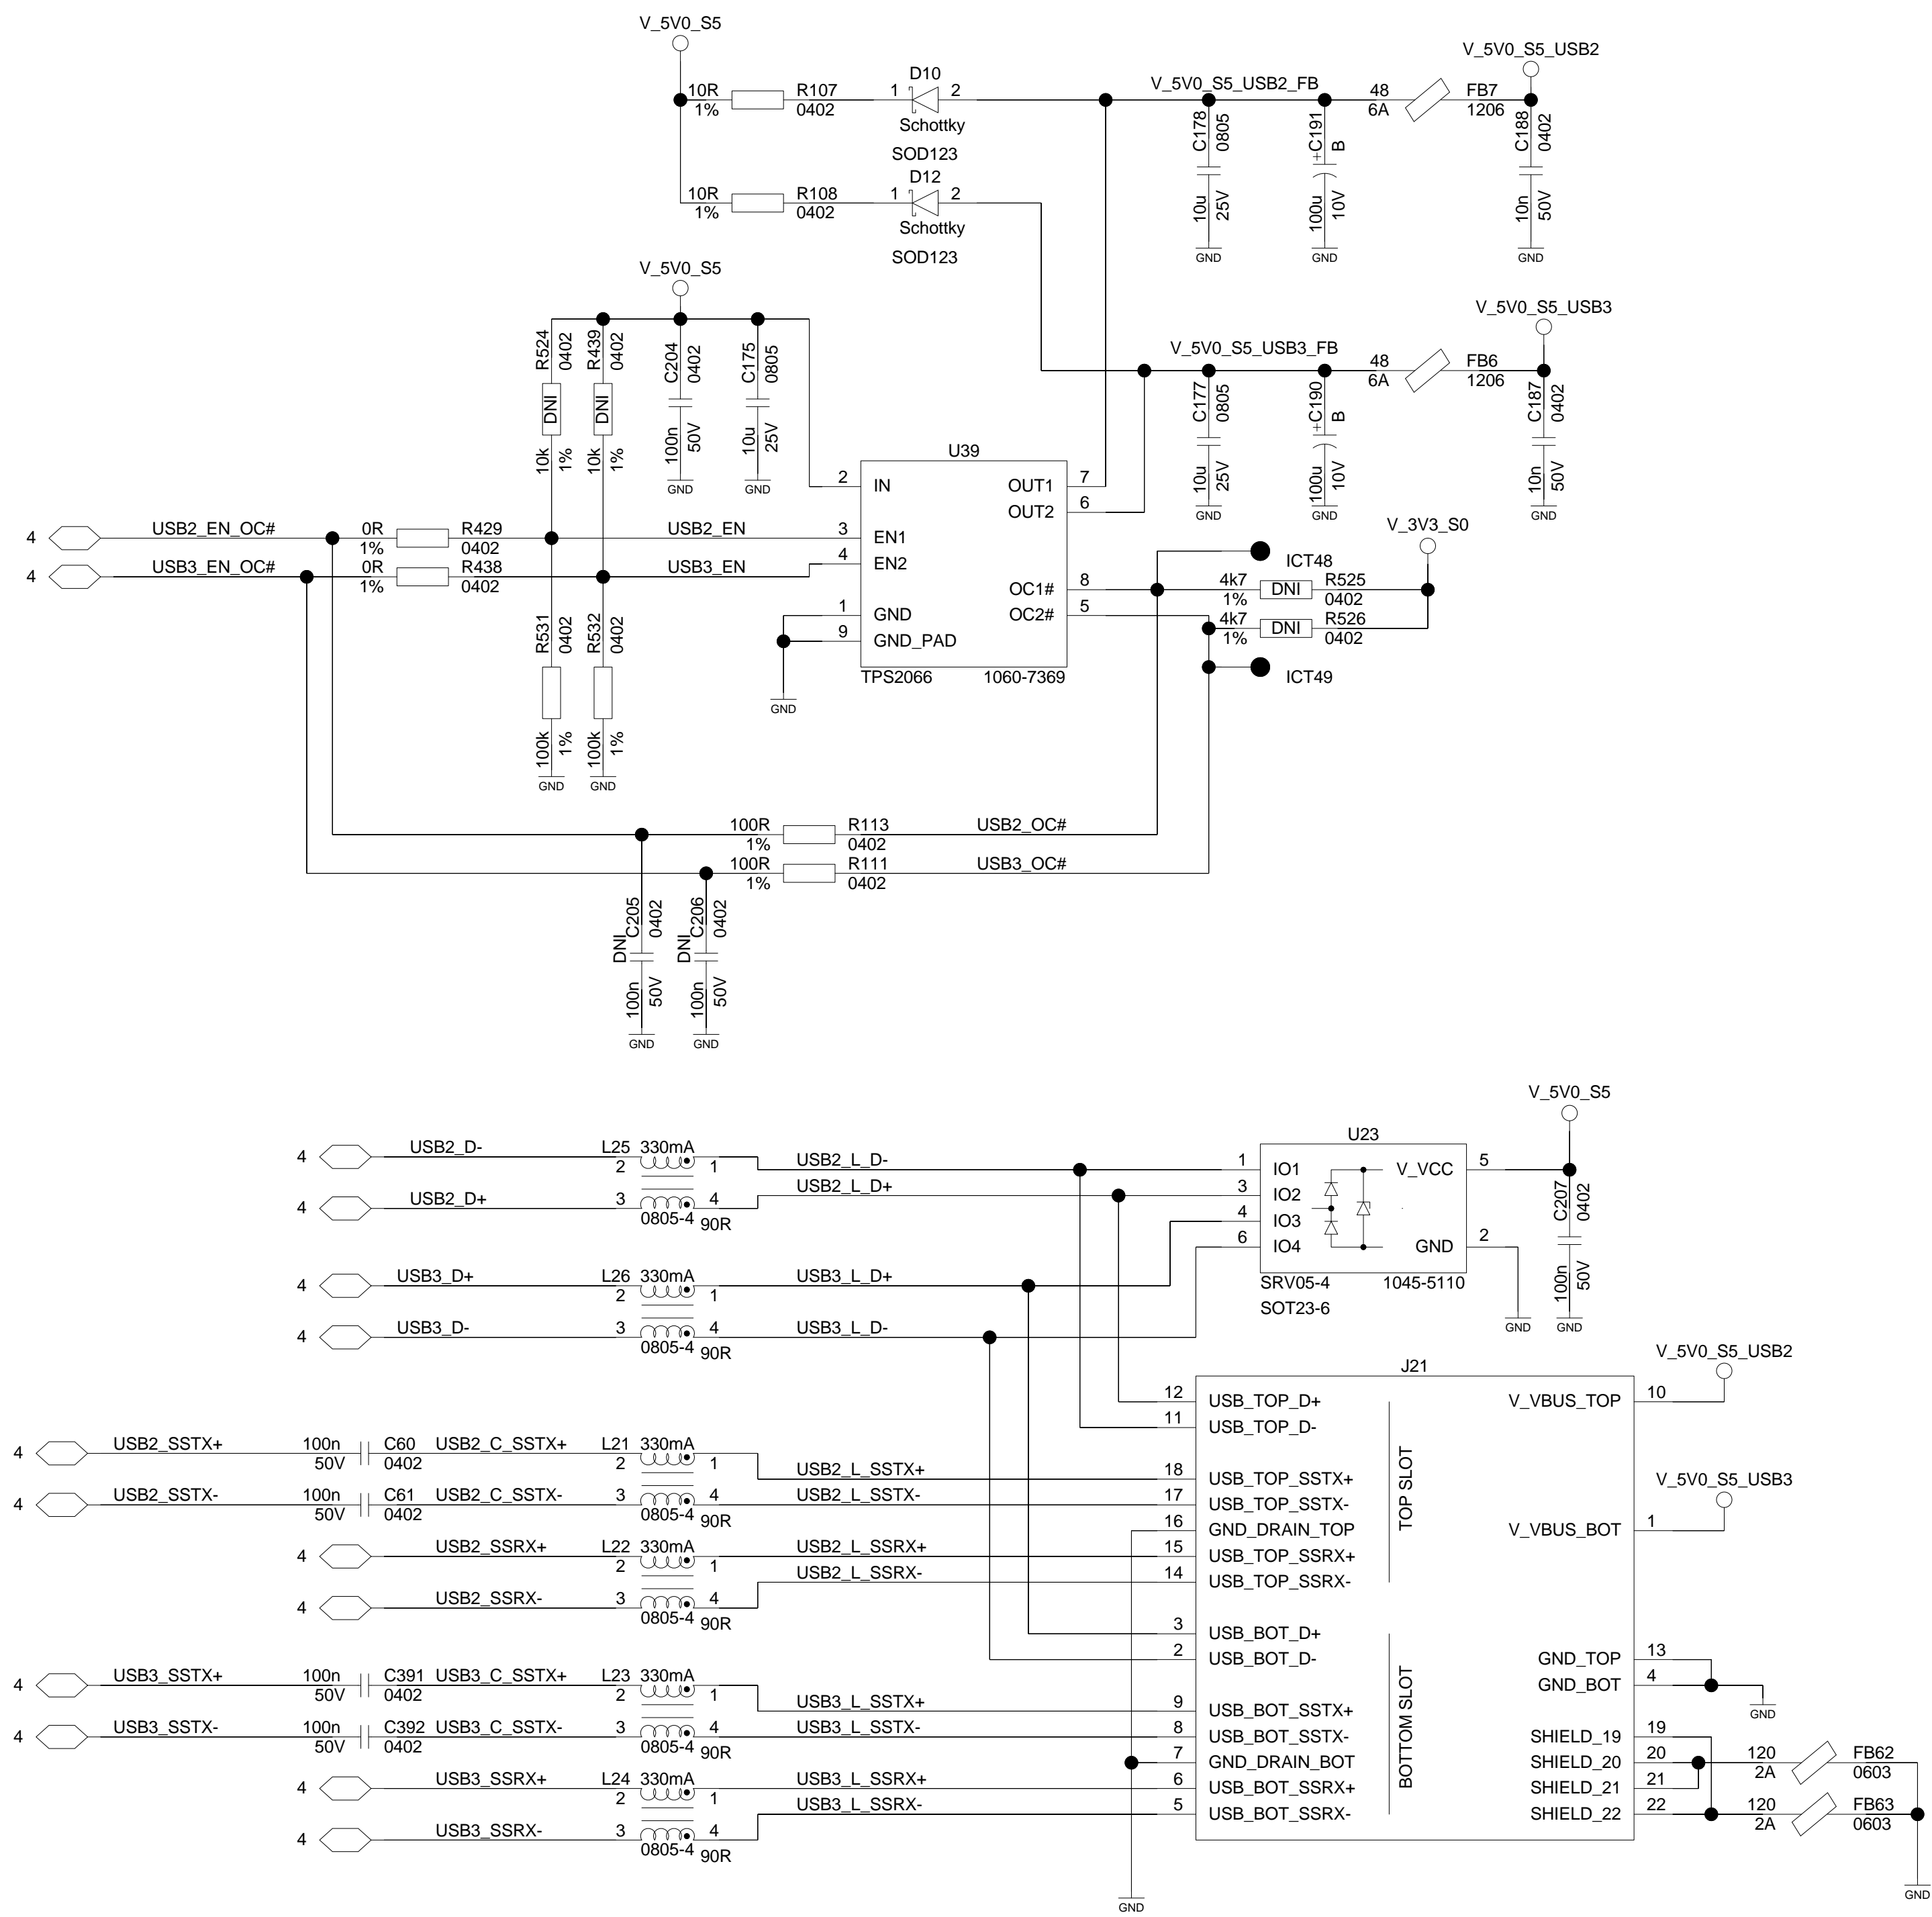 V_5V0_S5
10R
1%
R107
0402
1
D10
2
Schottky
SOD123
V_5V0_S5_USB2_FB
48
6A
FB7
1206
V_5V0_S5_USB2
C178
0805
10u
25V
GND
+C191
B
100u
10V
GND
C188
0402
10n
50V
GND
10R
1%
R108
0402
1
D12
2
Schottky
SOD123
V_5V0_S5
R524
0402
DNI
10k
1%
R439
0402
DNI
10k
1%
C204
0402
100n
50V
GND
C175
0805
10u
25V
GND
V_5V0_S5_USB3_FB
48
6A
FB6
1206
V_5V0_S5_USB3
C177
0805
10u
25V
GND
+C190
B
100u
10V
GND
C187
0402
10n
50V
GND
U39
2 IN
OUT1 7
OUT2 6
3 EN1
4 EN2
OC1# 8
OC2# 5
1 GND
9 GND_PAD
TPS2066 1060-7369
GND
4 USB2_EN_OC#
0R
1%
R429
0402
USB2_EN
4 USB3_EN_OC#
0R
1%
R438
0402
USB3_EN
R531
0402
100k
1%
GND
R532
0402
100k
1%
GND
V_3V3_S0
ICT48
4k7
1%
DNI
R525
0402
4k7
1%
DNI
R526
0402
ICT49
100R
1%
R113
0402
USB2_OC#
100R
1%
R111
0402
USB3_OC#
DNI
C205
0402
100n
50V
GND
DNI
C206
0402
100n
50V
GND
4 USB2_D-
L25 330mA
2 1
USB2_L_D-
4 USB2_D+
3 4
0805-4 90R
USB2_L_D+
4 USB3_D+
L26 330mA
2 1
USB3_L_D+
4 USB3_D-
3 4
0805-4 90R
USB3_L_D-
U23
1 IO1
3 IO2
4 IO3
6 IO4
V_VCC 5
GND 2
SRV05-4 1045-5110
SOT23-6
GND
V_5V0_S5
C207
0402
100n
50V
GND
4 USB2_SSTX+
100n
50V
C60
0402
USB2_C_SSTX+
L21 330mA
2 1
USB2_L_SSTX+
4 USB2_SSTX-
100n
50V
C61
0402
USB2_C_SSTX-
3 4
0805-4 90R
USB2_L_SSTX-
4 USB2_SSRX+
L22 330mA
2 1
USB2_L_SSRX+
4 USB2_SSRX-
3 4
0805-4 90R
USB2_L_SSRX-
4 USB3_SSTX+
100n
50V
C391
0402
USB3_C_SSTX+
L23 330mA
2 1
USB3_L_SSTX+
4 USB3_SSTX-
100n
50V
C392
0402
USB3_C_SSTX-
3 4
0805-4 90R
USB3_L_SSTX-
4 USB3_SSRX+
L24 330mA
2 1
USB3_L_SSRX+
4 USB3_SSRX-
3 4
0805-4 90R
USB3_L_SSRX-
J21
12 USB_TOP_D+
11 USB_TOP_D-
18 USB_TOP_SSTX+
17 USB_TOP_SSTX-
16 GND_DRAIN_TOP
15 USB_TOP_SSRX+
14 USB_TOP_SSRX-
TOP SLOT
3 USB_BOT_D+
2 USB_BOT_D-
9 USB_BOT_SSTX+
8 USB_BOT_SSTX-
7 GND_DRAIN_BOT
6 USB_BOT_SSRX+
5 USB_BOT_SSRX-
BOTTOM SLOT
GND
V_VBUS_TOP 10
V_5V0_S5_USB2
V_VBUS_BOT 1
V_5V0_S5_USB3
GND_TOP 13
GND_BOT 4
GND
SHIELD_19 19
SHIELD_20 20
SHIELD_21 21
SHIELD_22 22
120
2A
FB62
0603
120
2A
FB63
0603
GND